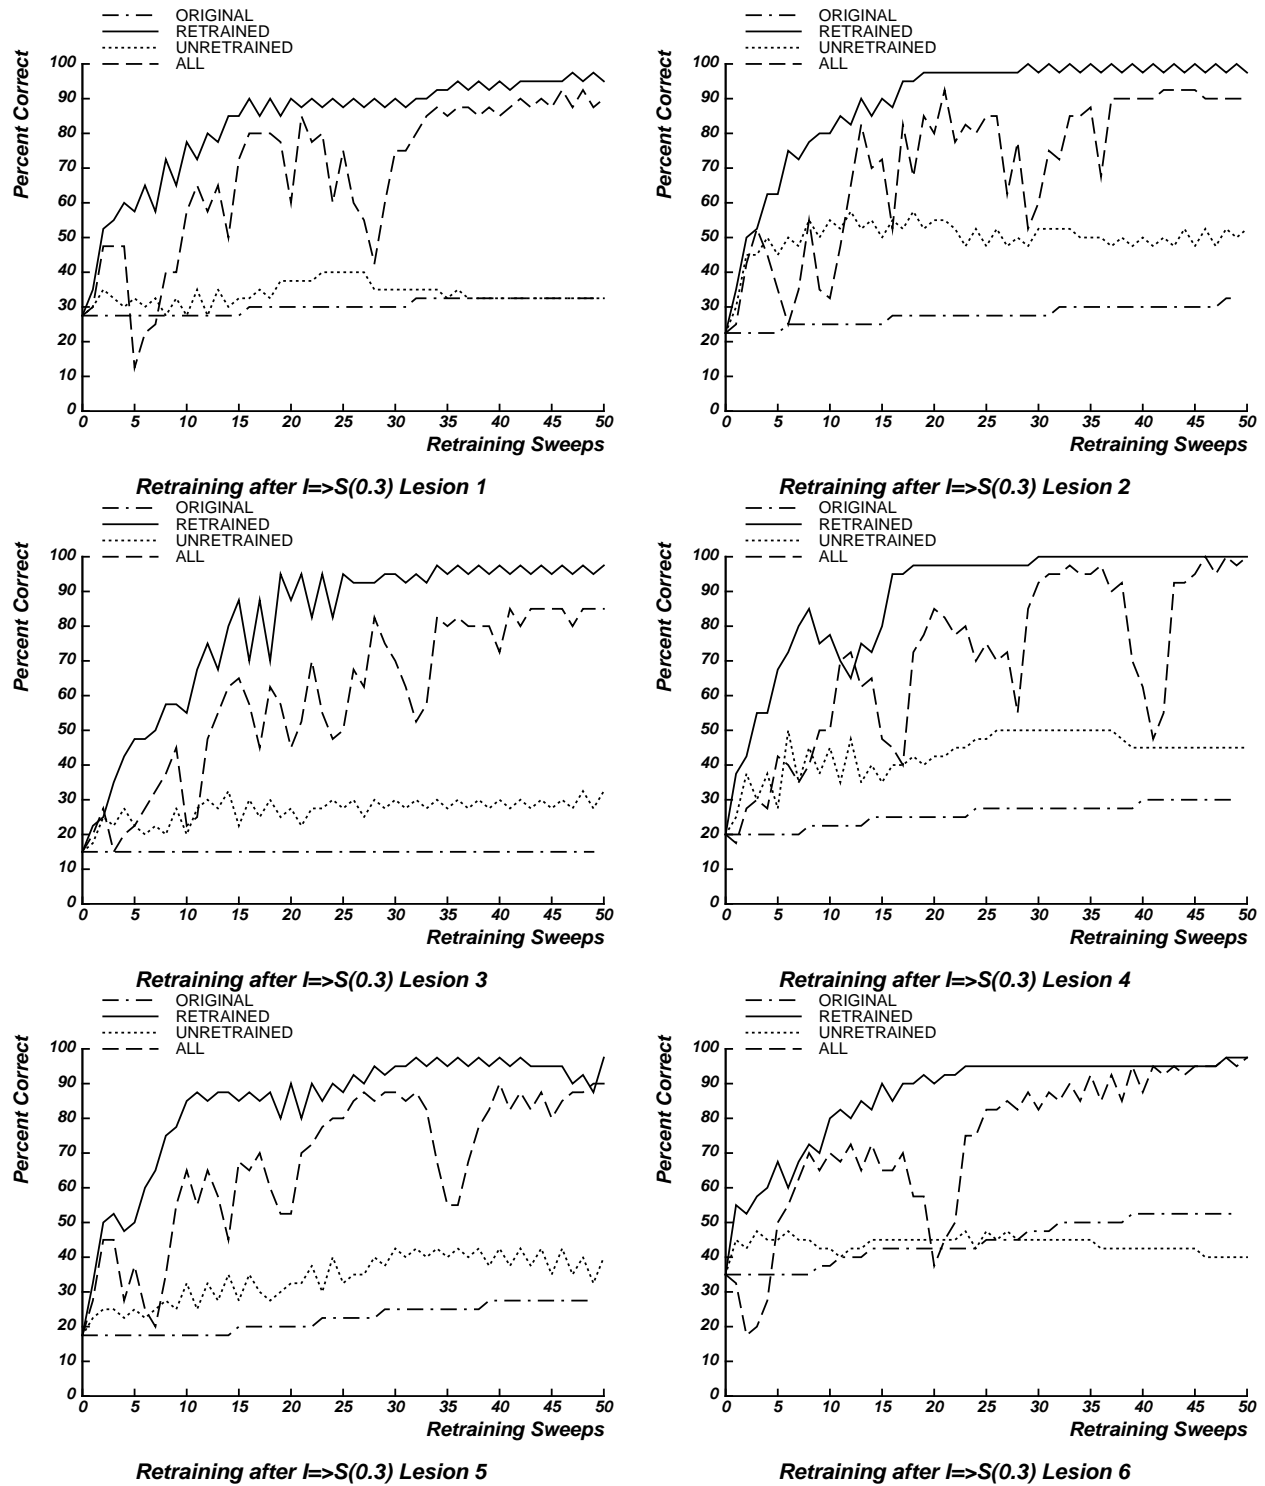 ORIGINAL
RETRAINED
UNRETRAINED
ALL
Percent Correct
100
90
80
70
60
50
40
30
20
10
0
0 5 10 15 20 25 30 35 40 45 50
Retraining Sweeps
Retraining after I=>S(0.3) Lesion 1
ORIGINAL
RETRAINED
UNRETRAINED
ALL
Percent Correct
100
90
80
70
60
50
40
30
20
10
0
0 5 10 15 20 25 30 35 40 45 50
Retraining Sweeps
Retraining after I=>S(0.3) Lesion 2
ORIGINAL
RETRAINED
UNRETRAINED
ALL
Percent Correct
100
90
80
70
60
50
40
30
20
10
0
0 5 10 15 20 25 30 35 40 45 50
Retraining Sweeps
Retraining after I=>S(0.3) Lesion 3
ORIGINAL
RETRAINED
UNRETRAINED
ALL
Percent Correct
100
90
80
70
60
50
40
30
20
10
0
0 5 10 15 20 25 30 35 40 45 50
Retraining Sweeps
Retraining after I=>S(0.3) Lesion 4
ORIGINAL
RETRAINED
UNRETRAINED
ALL
Percent Correct
100
90
80
70
60
50
40
30
20
10
0
0 5 10 15 20 25 30 35 40 45 50
Retraining Sweeps
Retraining after I=>S(0.3) Lesion 5
ORIGINAL
RETRAINED
UNRETRAINED
ALL
Percent Correct
100
90
80
70
60
50
40
30
20
10
0
0 5 10 15 20 25 30 35 40 45 50
Retraining Sweeps
Retraining after I=>S(0.3) Lesion 6